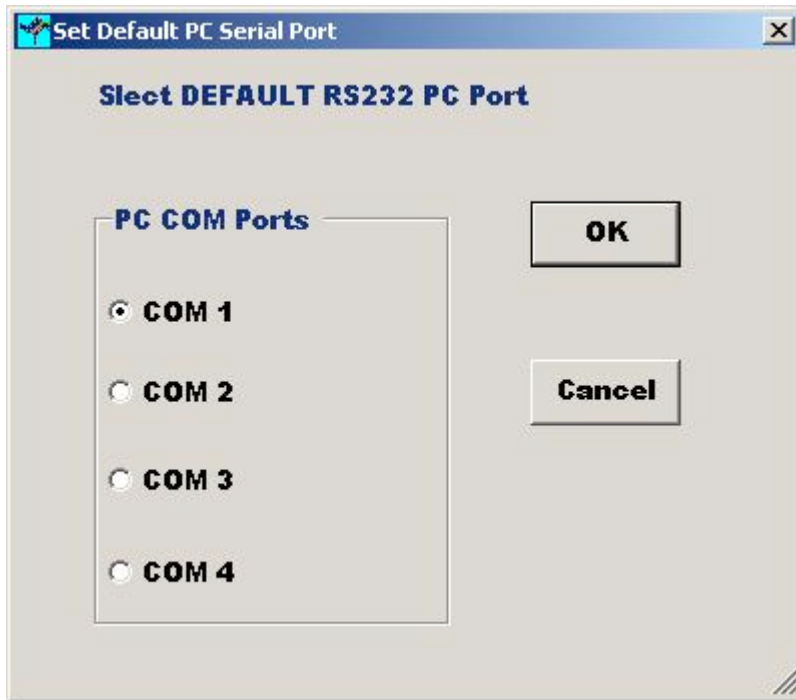 Set Default PC Serial Port
Slect DEFAULT RS232 PC Port
PC COM Ports
OK
COM 1
COM 2
Cancel
COM 3
COM 4